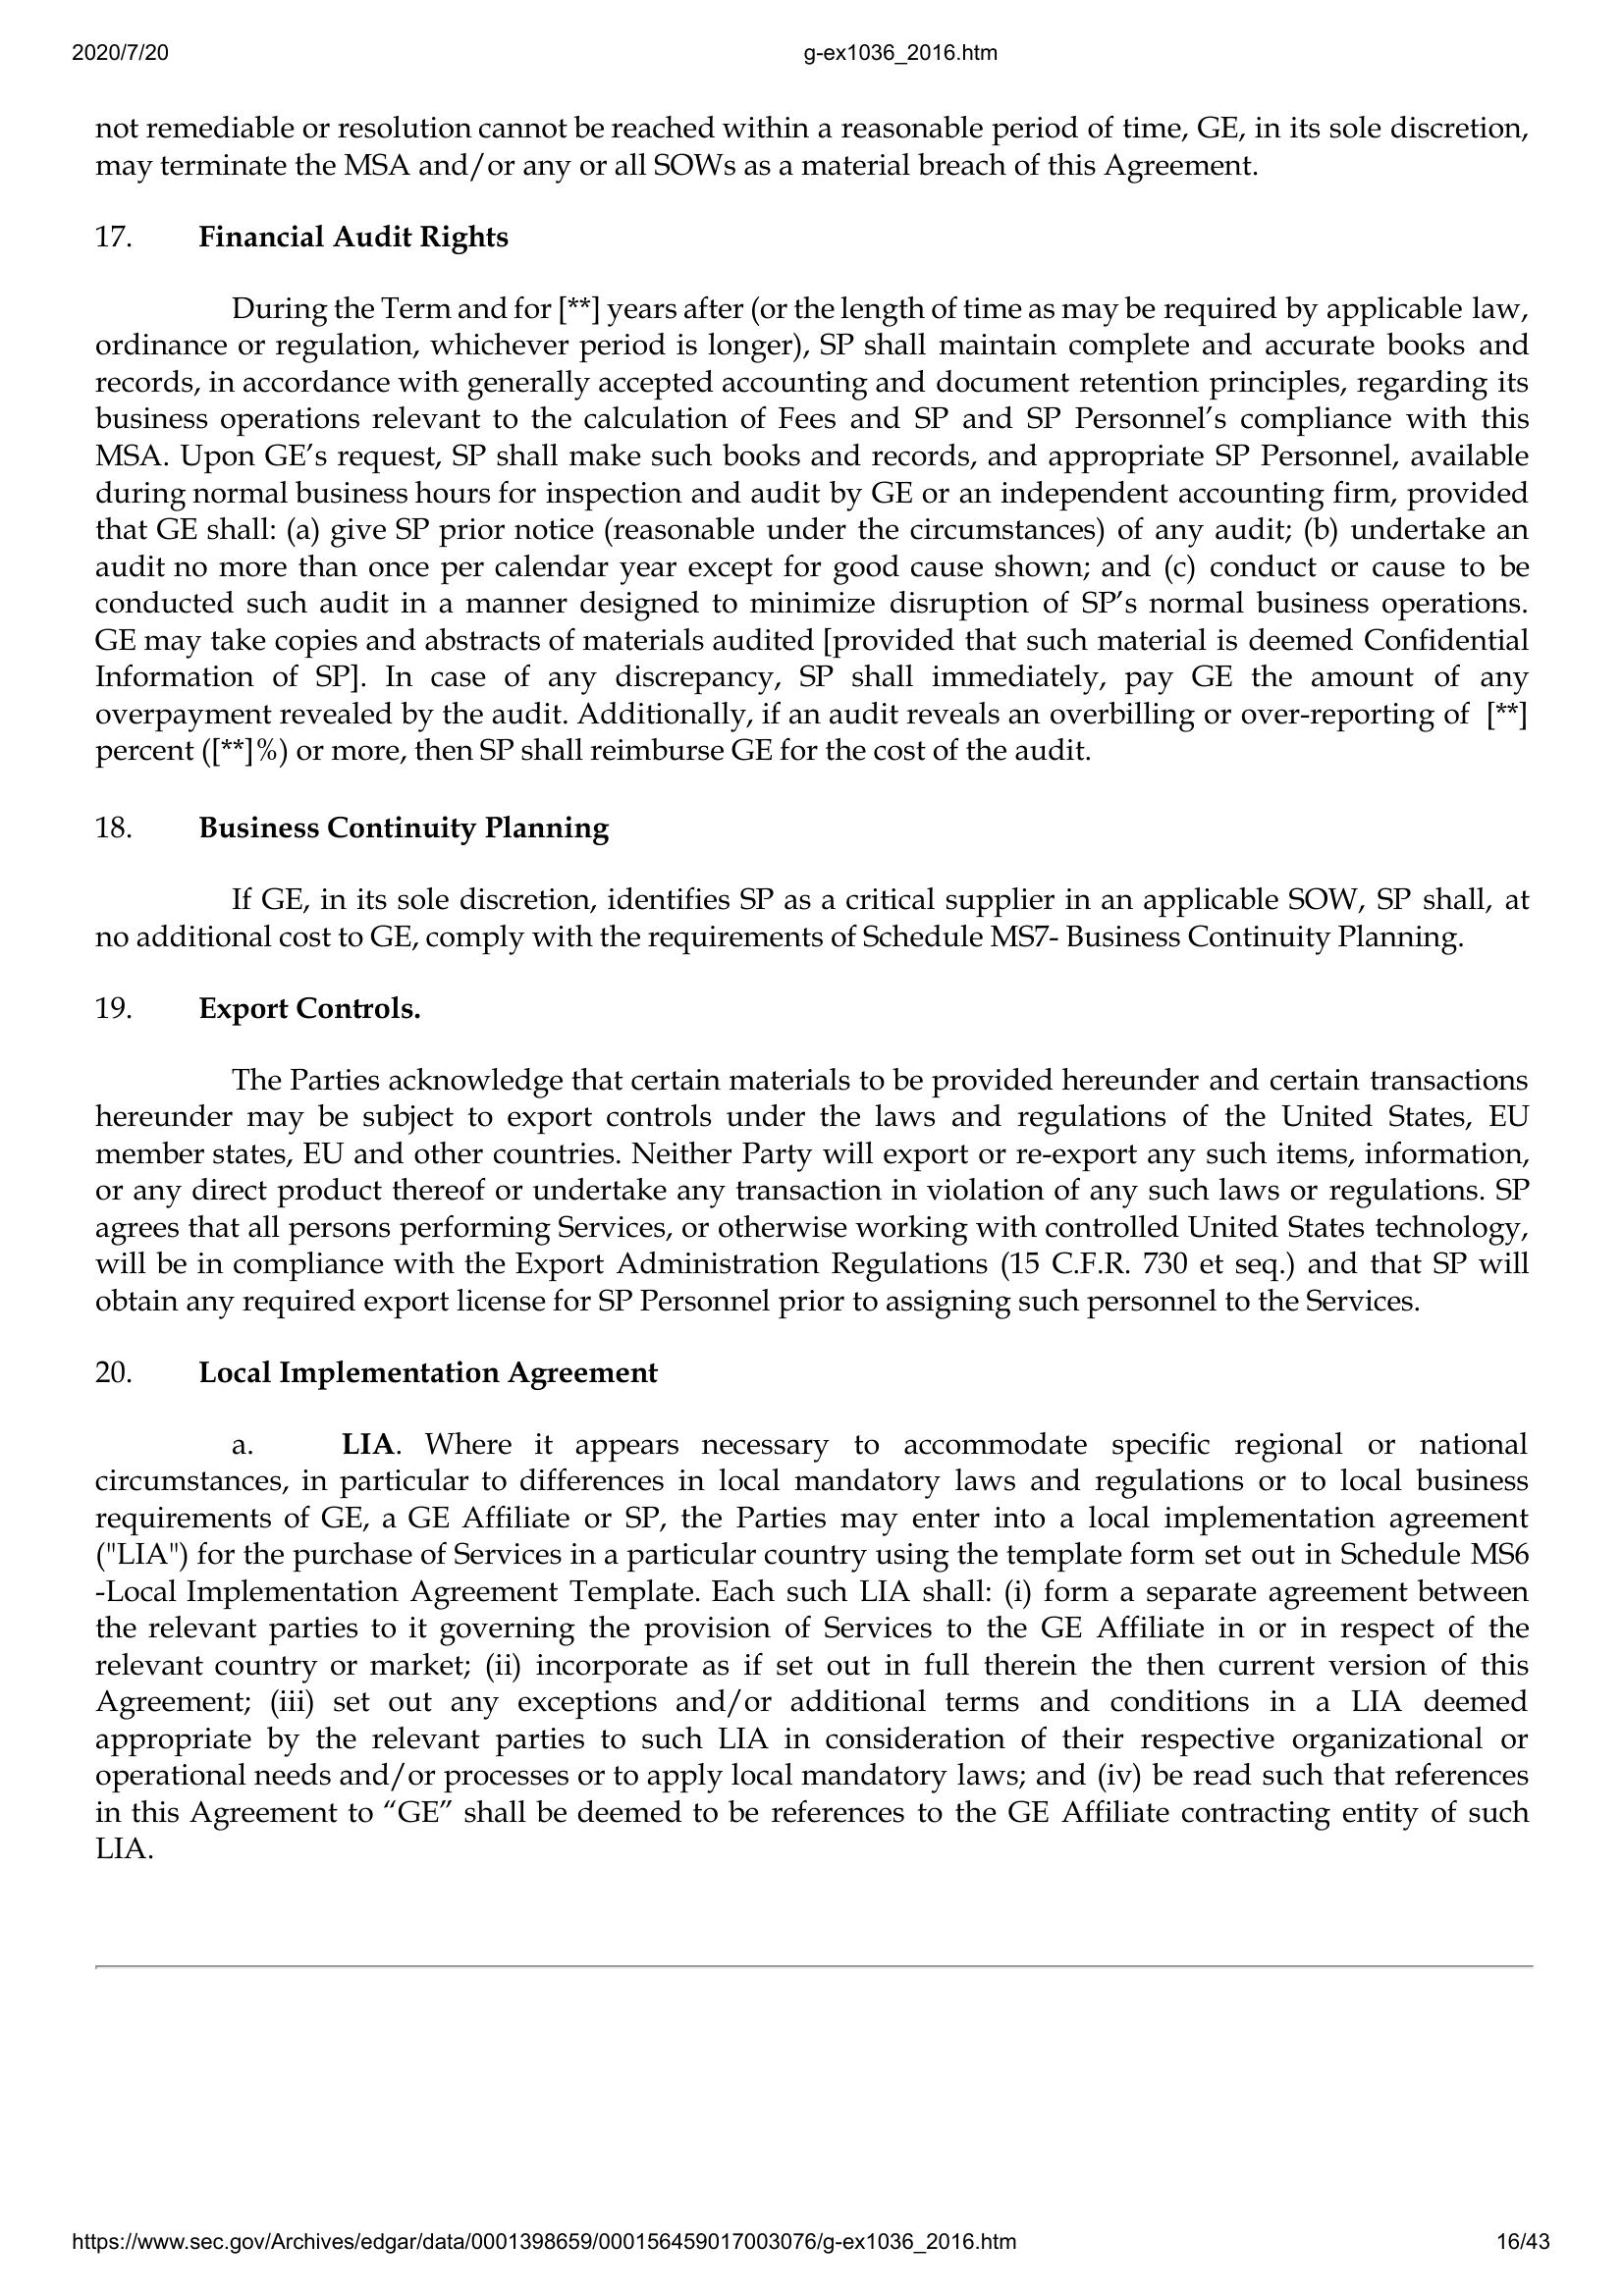 2020/7/20
g-ex1036_2016.htm
not remediable or resolution cannot be reached within a reasonable period of time, GE, in its sole discretion,
may terminate the MSA and/or any or all SOWs as a material breach of this Agreement.
17. Financial Audit Rights
During the Term and for [**] years after (or the length of time as may be required by applicable law,
ordinance or regulation, whichever period is longer), SP shall maintain complete and accurate books and
records, in accordance with generally accepted accounting and document retention principles, regarding its
business operations relevant to the calculation of Fees and SP and SP Personnel’s compliance with this
MSA. Upon GE’s request, SP shall make such books and records, and appropriate SP Personnel, available
during normal business hours for inspection and audit by GE or an independent accounting firm, provided
that GE shall: (a) give SP prior notice (reasonable under the circumstances) of any audit; (b) undertake an
audit no more than once per calendar year except for good cause shown; and (c) conduct or cause to be
conducted such audit in a manner designed to minimize disruption of SP’s normal business operations.
GE may take copies and abstracts of materials audited [provided that such material is deemed Confidential
Information of SP]. In case of any discrepancy, SP shall immediately, pay GE the amount of any
overpayment revealed by the audit. Additionally, if an audit reveals an overbilling or over-reporting of [**]
percent ([**]%) or more, then SP shall reimburse GE for the cost of the audit.
18. Business Continuity Planning
If GE, in its sole discretion, identifies SP as a critical supplier in an applicable SOW, SP shall, at
no additional cost to GE, comply with the requirements of Schedule MS7- Business Continuity Planning.
19. Export Controls.
The Parties acknowledge that certain materials to be provided hereunder and certain transactions
hereunder may be subject to export controls under the laws and regulations of the United States, EU
member states, EU and other countries. Neither Party will export or re-export any such items, information,
or any direct product thereof or undertake any transaction in violation of any such laws or regulations. SP
agrees that all persons performing Services, or otherwise working with controlled United States technology,
will be in compliance with the Export Administration Regulations (15 C.F.R. 730 et seq.) and that SP will
obtain any required export license for SP Personnel prior to assigning such personnel to the Services.
20. Local Implementation Agreement
a. LIA. Where it appears necessary to accommodate specific regional or national
circumstances, in particular to differences in local mandatory laws and regulations or to local business
requirements of GE, a GE Affiliate or SP, the Parties may enter into a local implementation agreement
("LIA") for the purchase of Services in a particular country using the template form set out in Schedule MS6
-Local Implementation Agreement Template. Each such LIA shall: (i) form a separate agreement between
the relevant parties to it governing the provision of Services to the GE Affiliate in or in respect of the
relevant country or market; (ii) incorporate as if set out in full therein the then current version of this
Agreement; (iii) set out any exceptions and/or additional terms and conditions in a LIA deemed
appropriate by the relevant parties to such LIA in consideration of their respective organizational or
operational needs and/or processes or to apply local mandatory laws; and (iv) be read such that references
in this Agreement to “GE” shall be deemed to be references to the GE Affiliate contracting entity of such
LIA.
https://www.sec.gov/Archives/edgar/data/0001398659/000156459017003076/g-ex1036_2016.htm
16/43